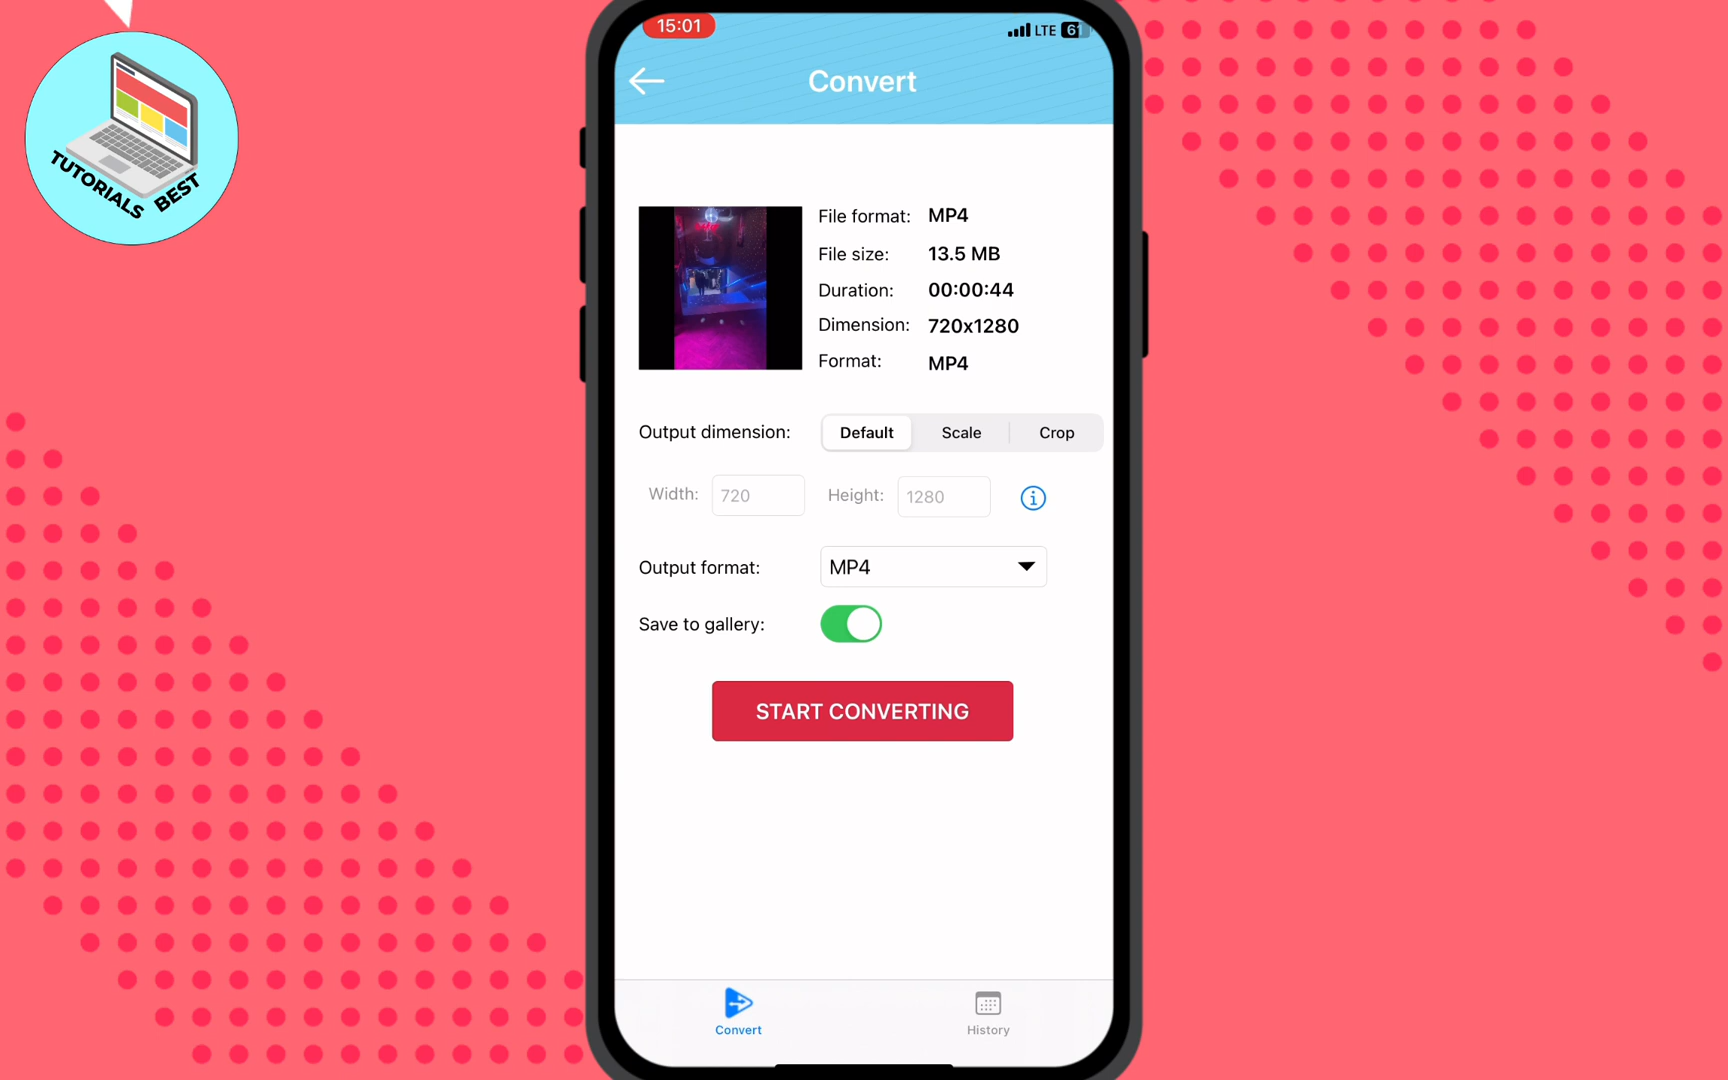 TUTORIALS BEST
15:01
LTE 61
Convert
File format: MP4
File size: 13.5 MB
Duration: 00:00:44
Dimension: 720x1280
Format: MP4
Output dimension: Default Scale Crop
Width: 720 Height: 1280
Output format: MP4
Save to gallery:
START CONVERTING
Convert History